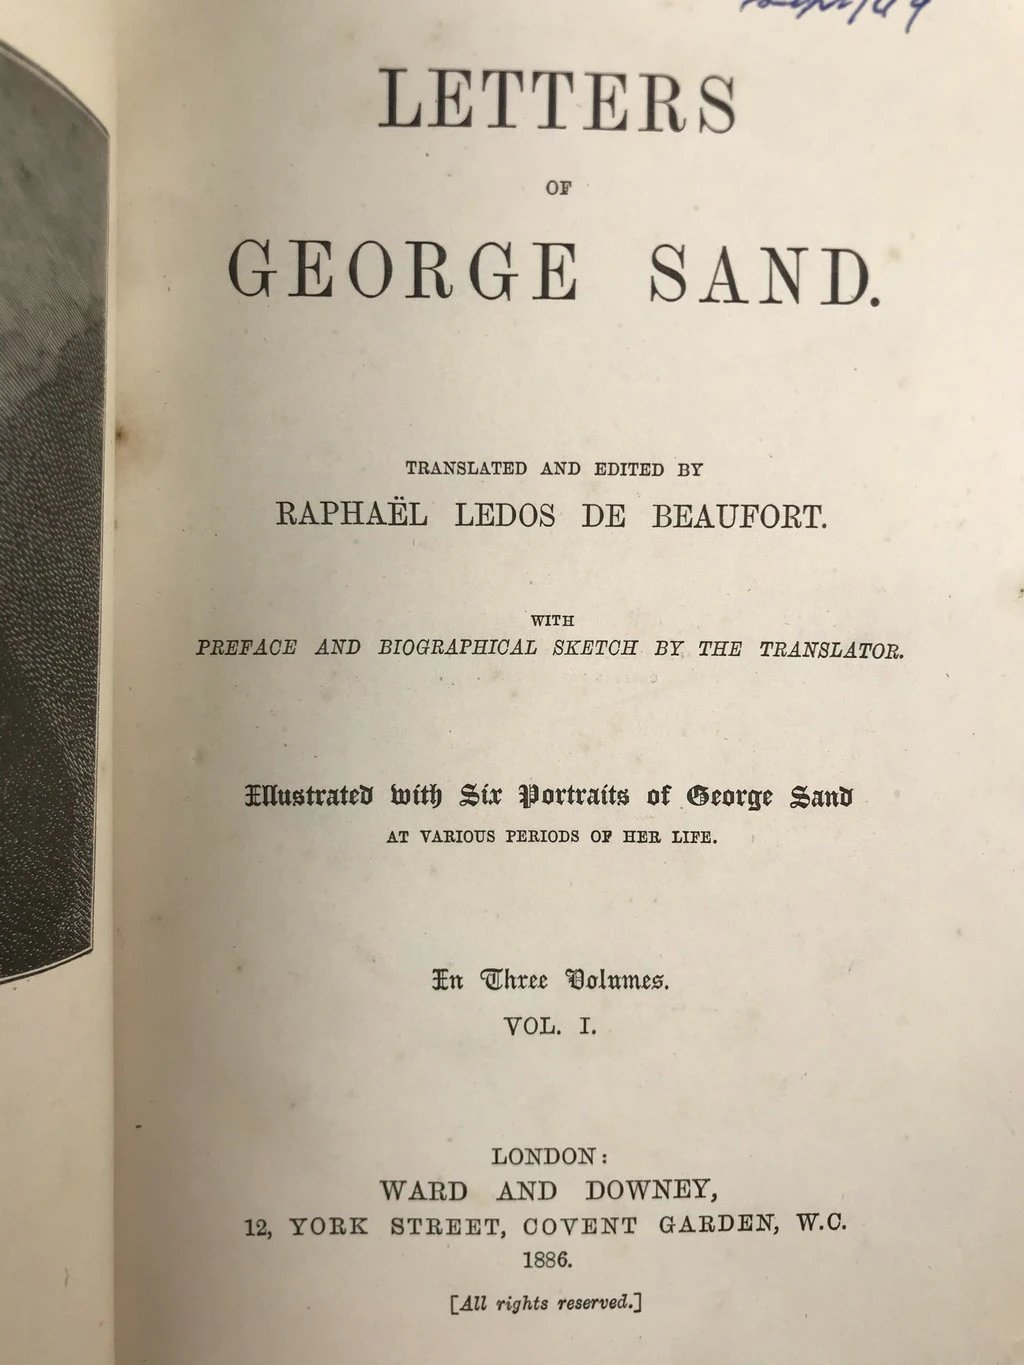 LETTERS
OF
GEORGE SAND.
TRANSLATED AND EDITED BY
RAPHAËL LEDOS DE BEAUFORT.
WITH
PREFACE AND BIOGRAPHICAL SKETCH BY THE TRANSLATOR.
Illustrated with Six Portraits of George Sand
AT VARIOUS PERIODS OF HER LIFE.
In Three Volumes.
VOL. I.
LONDON:
WARD AND DOWNEY,
12, YORK STREET, COVENT GARDEN, W.C.
1886.
[All rights reserved.]